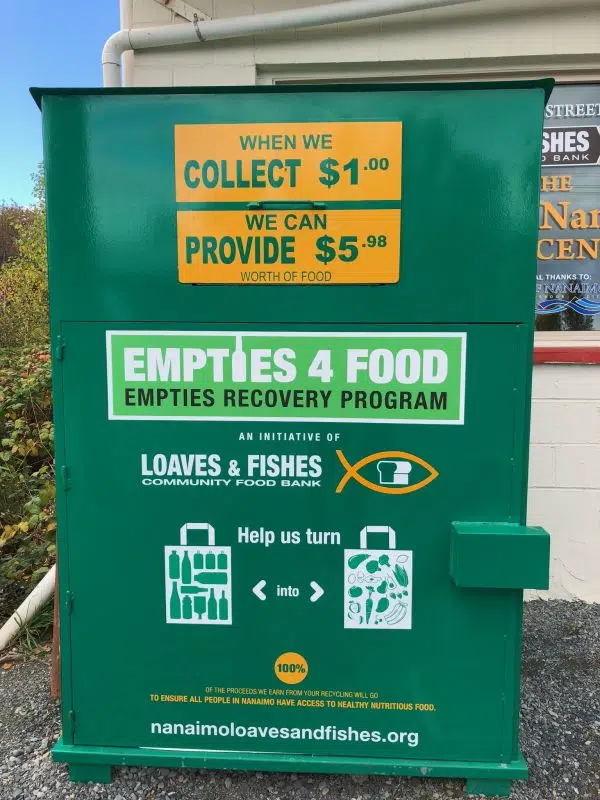 WHEN WE
COLLECT $1.00
WE CAN
PROVIDE $5.98
WORTH OF FOOD
EMPTIES 4 FOOD
EMPTIES RECOVERY PROGRAM
AN INITIATIVE OF
LOAVES & FISHES
COMMUNITY FOOD BANK
Help us turn
< into >
100%
OF THE PROCEEDS WE EARN FROM YOUR RECYCLING WILL GO
TO ENSURE ALL PEOPLE IN NANAIMO HAVE ACCESS TO HEALTHY NUTRITIOUS FOOD.
nanaimoloavesandfishes.org
STREET
SHES
BANK
HE
Nan
CEN
THANKS TO:
NANAIMO